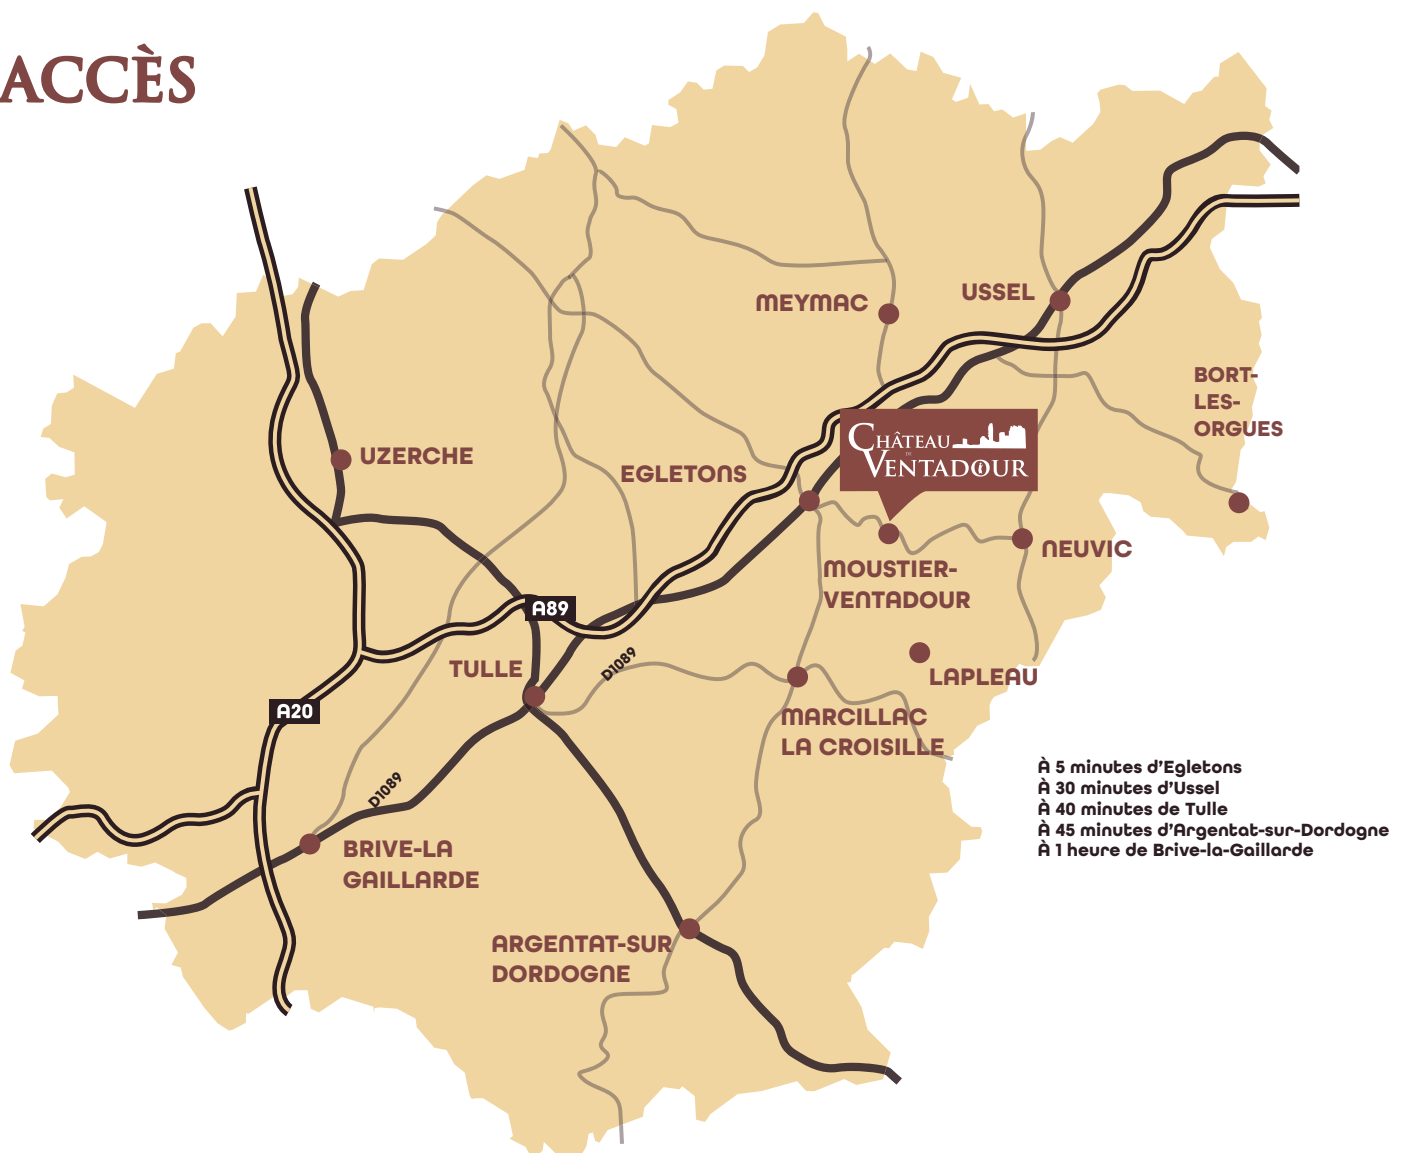 ACCÈS
MEYMAC
USSEL
BORT-
LES-
ORGUES
UZERCHE
EGLETONS
CHÂTEAU
DE
VENTADOUR
NEUVIC
MOUSTIER-
VENTADOUR
A89
TULLE
D1089
LAPLEAU
A20
MARCILLAC
LA CROISILLE
D1089
BRIVE-LA
GAILLARDE
ARGENTAT-SUR
DORDOGNE
À 5 minutes d'Egletons
À 30 minutes d'Ussel
À 40 minutes de Tulle
À 45 minutes d'Argentat-sur-Dordogne
À 1 heure de Brive-la-Gaillarde